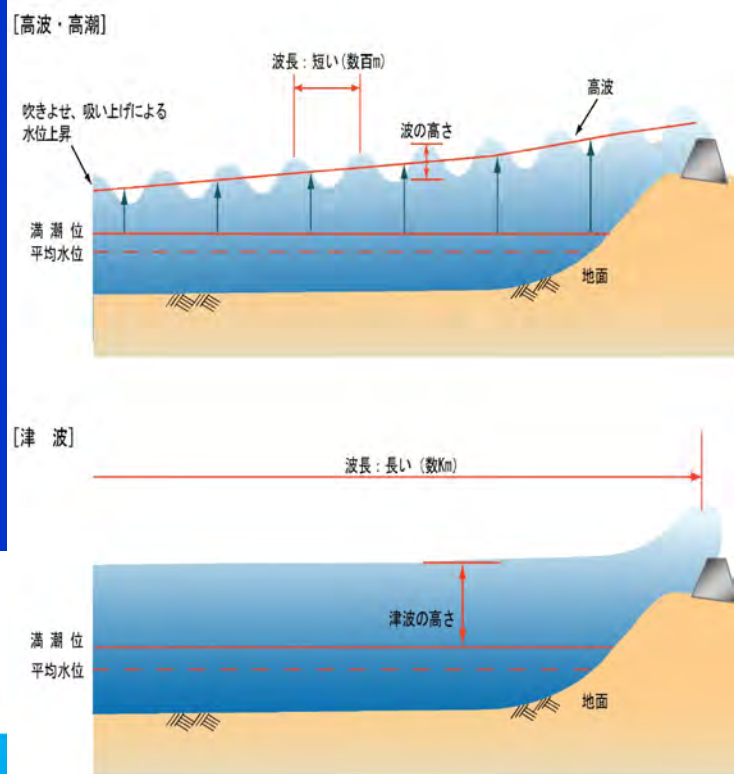 [高波・高潮]
波長：短い(数百m)
高波
吹きよせ、吸い上げによる
水位上昇
波の高さ
満潮位
平均水位
地面
[津　波]
波長：長い（数Km）
津波の高さ
満潮位
平均水位
地面